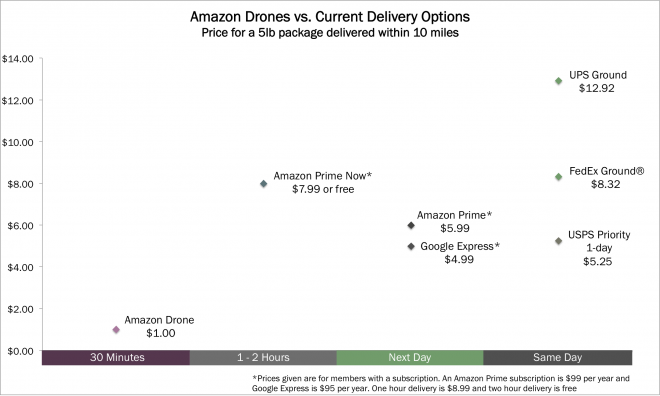 Amazon Drones vs. Current Delivery Options
Price for a 5lb package delivered within 10 miles
$14.00
$12.00
$10.00
$8.00
$6.00
$4.00
$2.00
$0.00
UPS Ground
$12.92
FedEx Ground®
$8.32
Amazon Prime Now*
$7.99 or free
Amazon Prime*
$5.99
Google Express*
$4.99
USPS Priority
1-day
$5.25
Amazon Drone
$1.00
30 Minutes
1 - 2 Hours
Next Day
Same Day
*Prices given are for members with a subscription. An Amazon Prime subscription is $99 per year and
Google Express is $95 per year. One hour delivery is $8.99 and two hour delivery is free